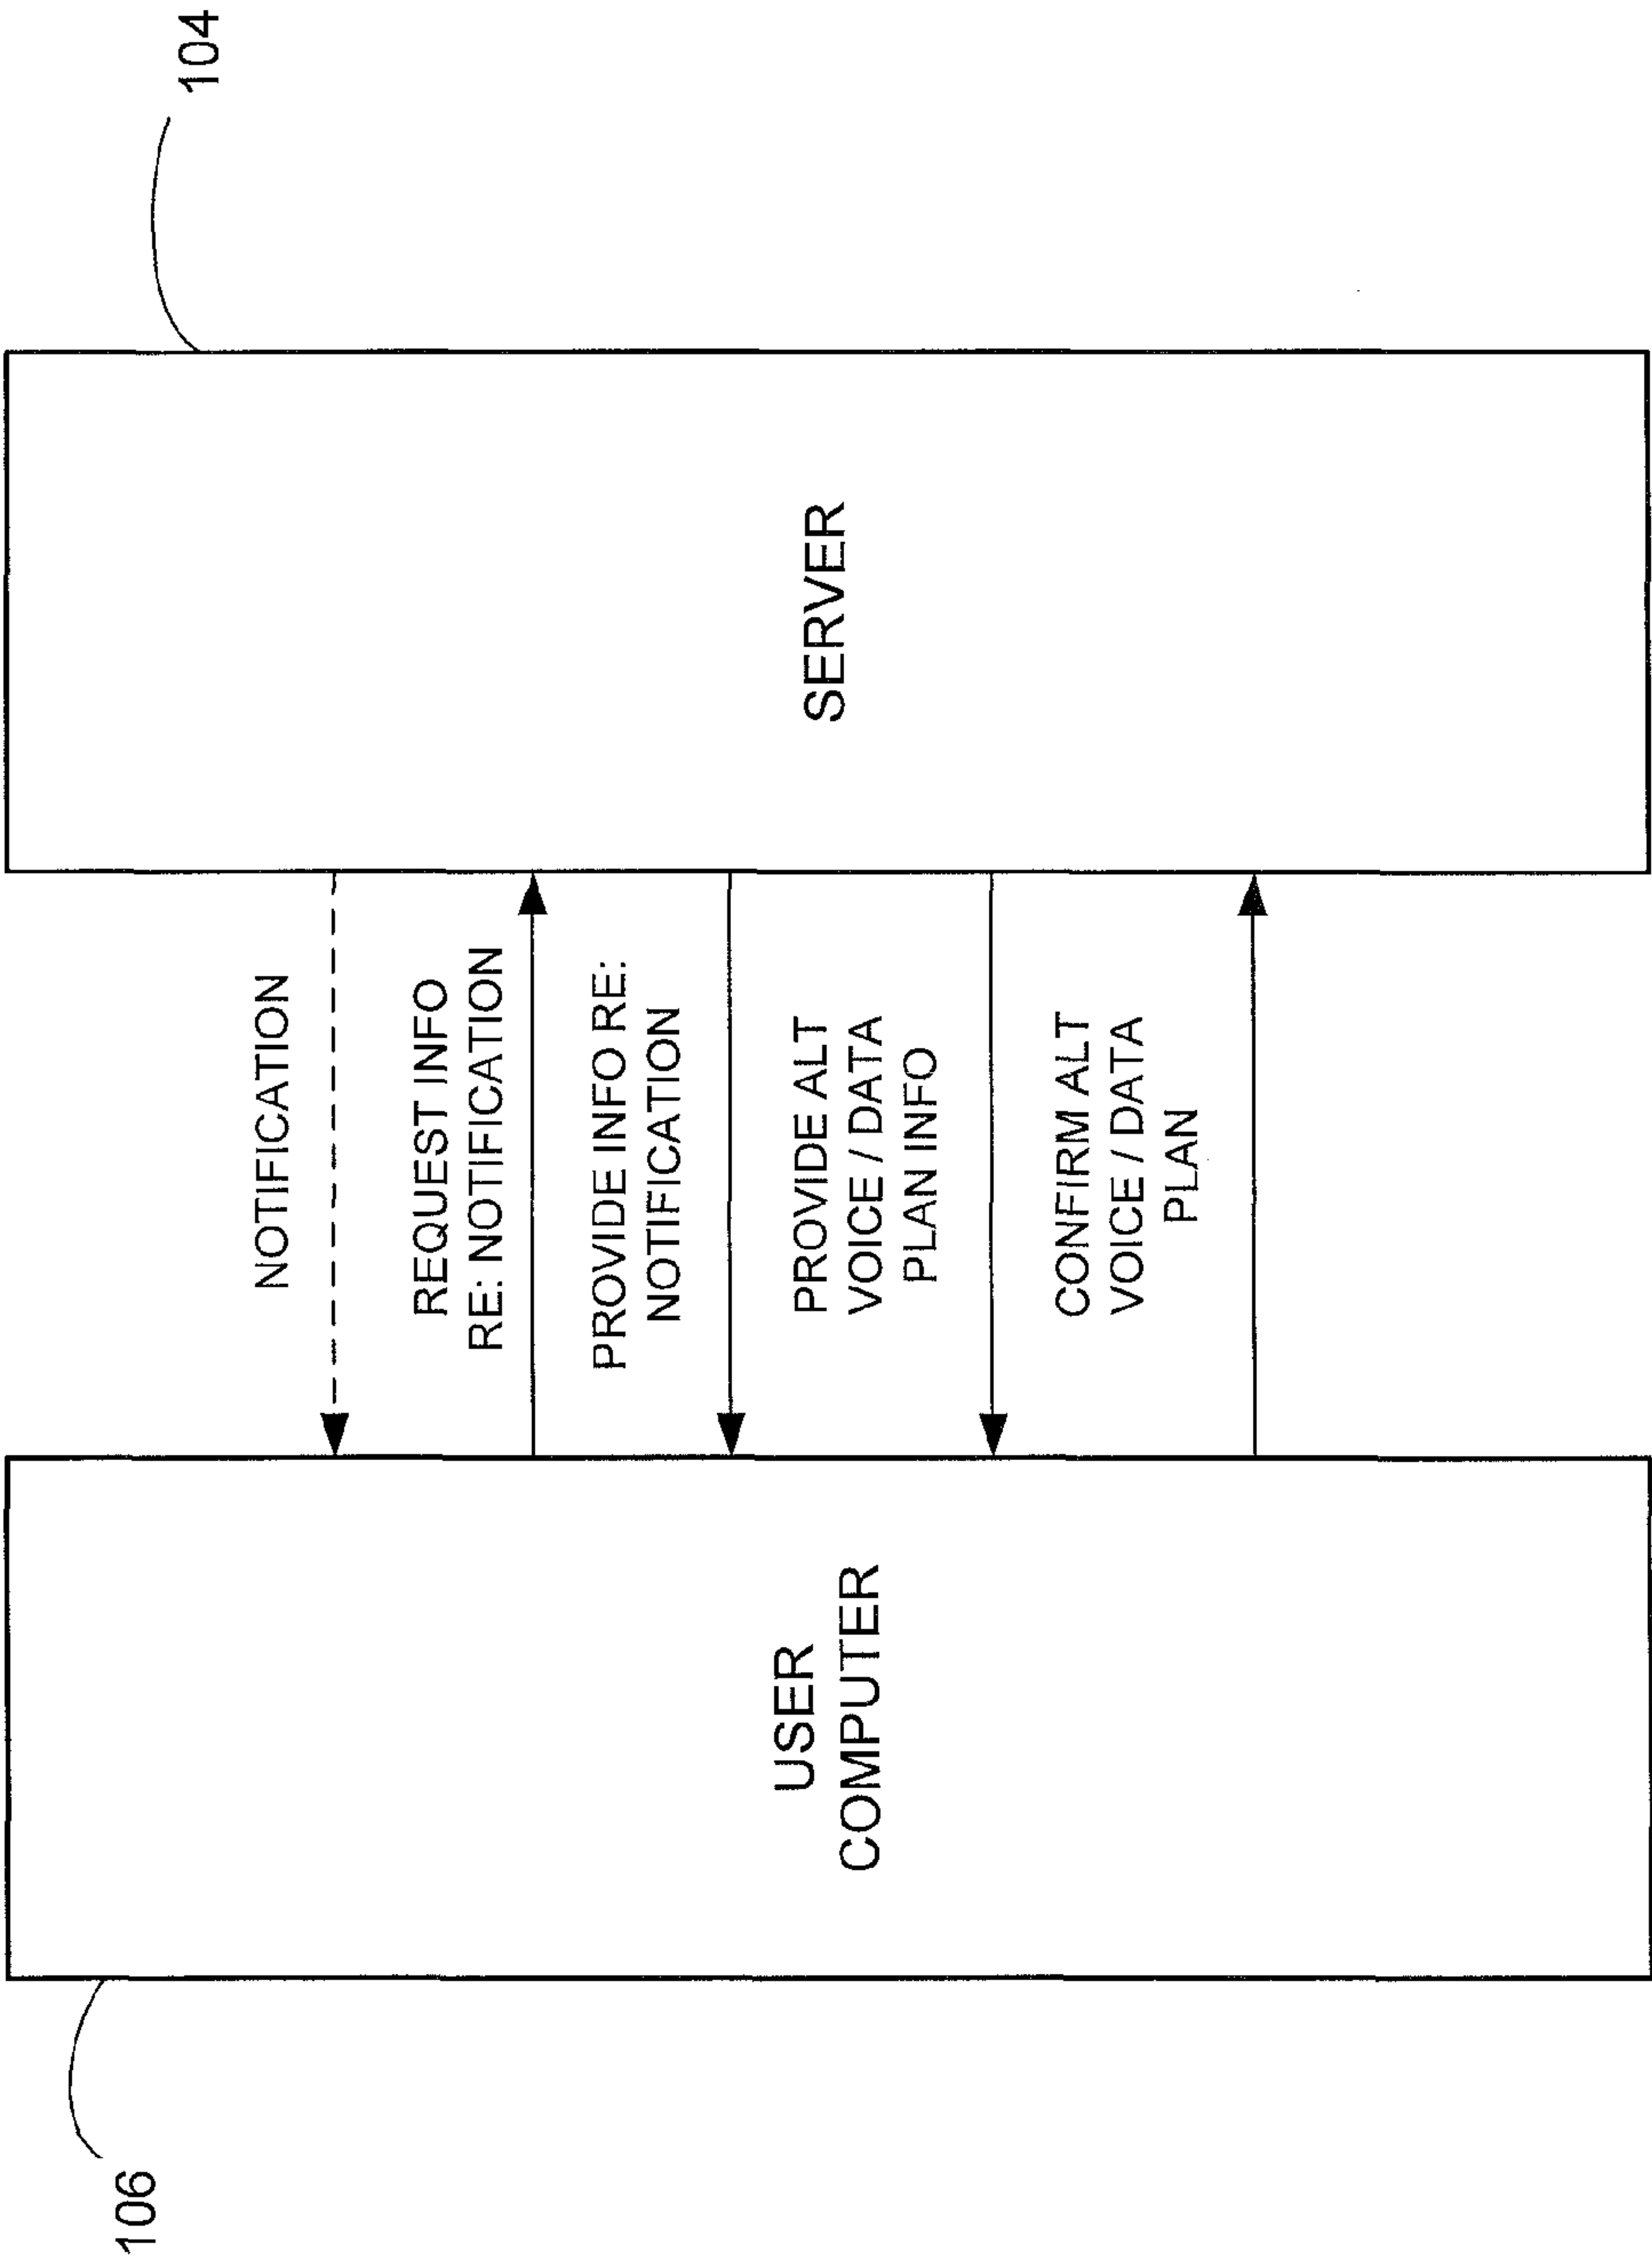 106
104
USER
COMPUTER
SERVER
NOTIFICATION
REQUEST INFO
RE: NOTIFICATION
PROVIDE INFO RE:
NOTIFICATION
PROVIDE ALT
VOICE / DATA
PLAN INFO
CONFIRM ALT
VOICE / DATA
PLAN